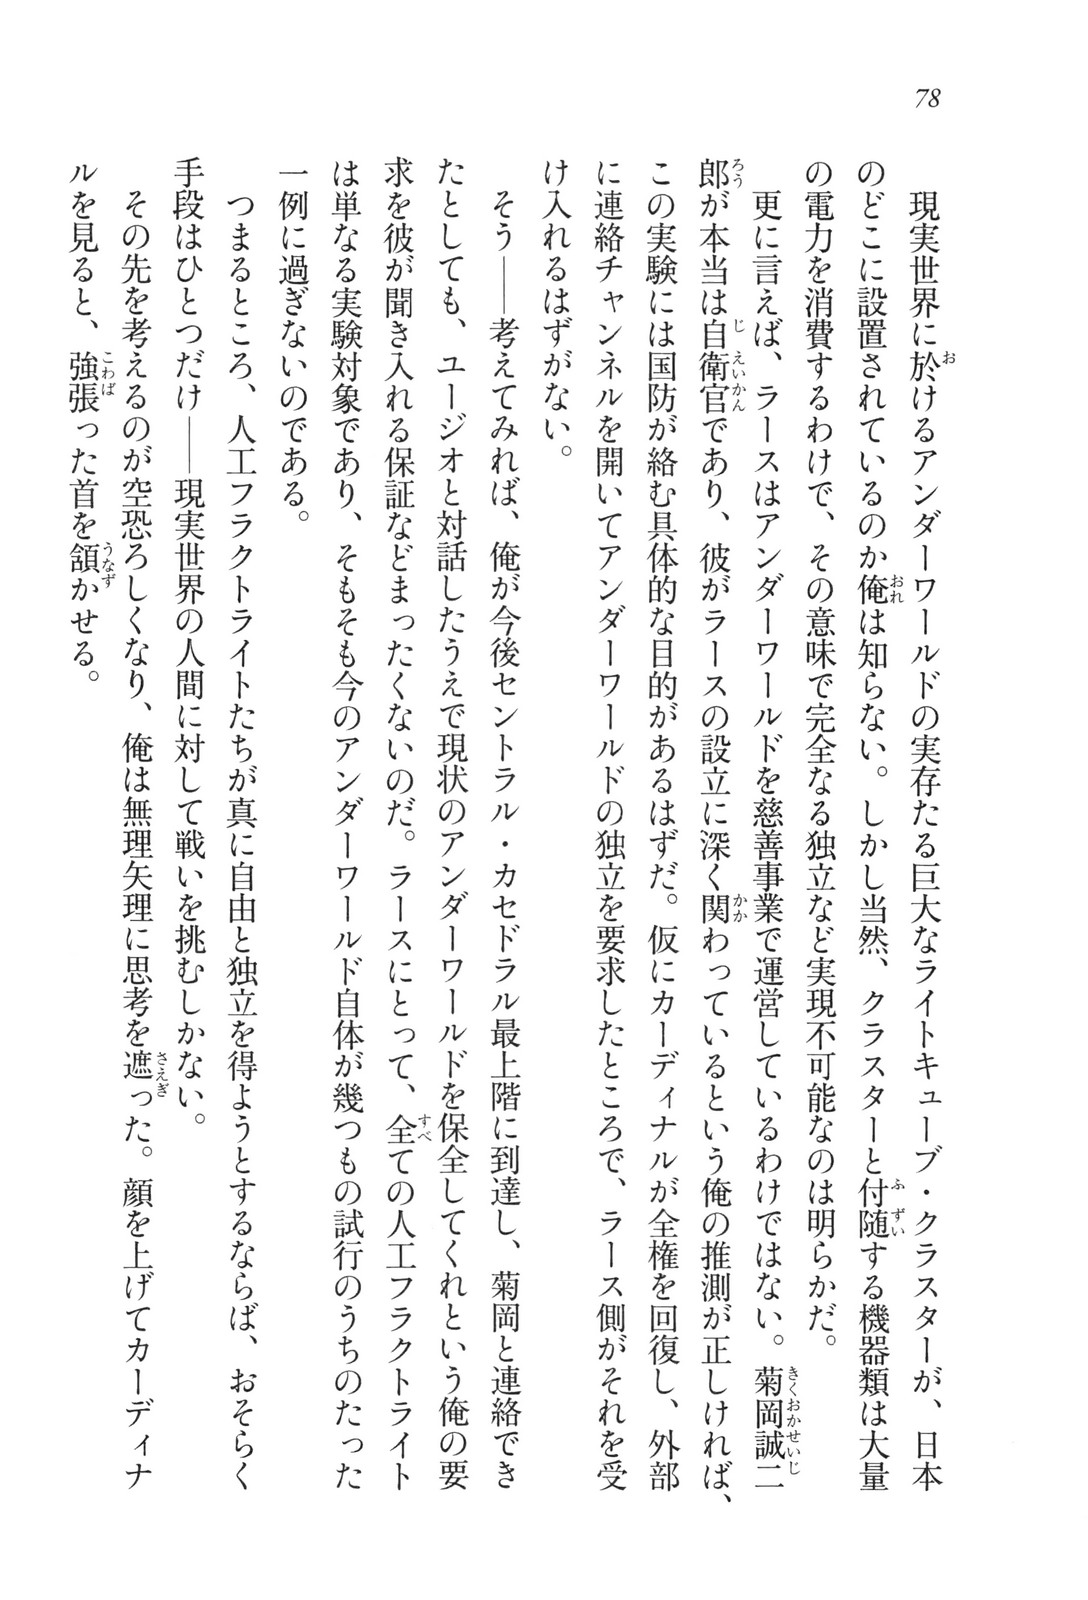 78
現実世界に於けるアンダーワールドの実存たる巨大なライトキューブ・クラスターが、日本
のどこに設置されているのか俺は知らない。しかし当然、クラスターと付随する機器類は大量
の電力を消費するわけで、その意味で完全なる独立など実現不可能なのは明らかだ。
更に言えば、ラースはアンダーワールドを慈善事業で運営しているわけではない。菊岡誠二
郎が本当は自衛官であり、彼がラースの設立に深く関わっているという俺の推測が正しければ、
この実験には国防が絡む具体的な目的があるはずだ。仮にカーディナルが全権を回復し、外部
に連絡チャンネルを開いてアンダーワールドの独立を要求したところで、ラース側がそれを受
け入れるはずがない。
そう――考えてみれば、俺が今後セントラル・カセドラル最上階に到達し、菊岡と連絡でき
たとしても、ユージオと対話したうえで現状のアンダーワールドを保全してくれという俺の要
求を彼が聞き入れる保証などまったくないのだ。ラースにとって、全ての人工フラクトライト
は単なる実験対象であり、そもそも今のアンダーワールド自体が幾つもの試行のうちのたった
一例に過ぎないのである。
つまるところ、人工フラクトライトたちが真に自由と独立を得ようとするならば、おそらく
手段はひとつだけ――現実世界の人間に対して戦いを挑むしかない。
その先を考えるのが空恐ろしくなり、俺は無理矢理に思考を遮った。顔を上げてカーディナ
ルを見ると、強張った首を頷かせる。